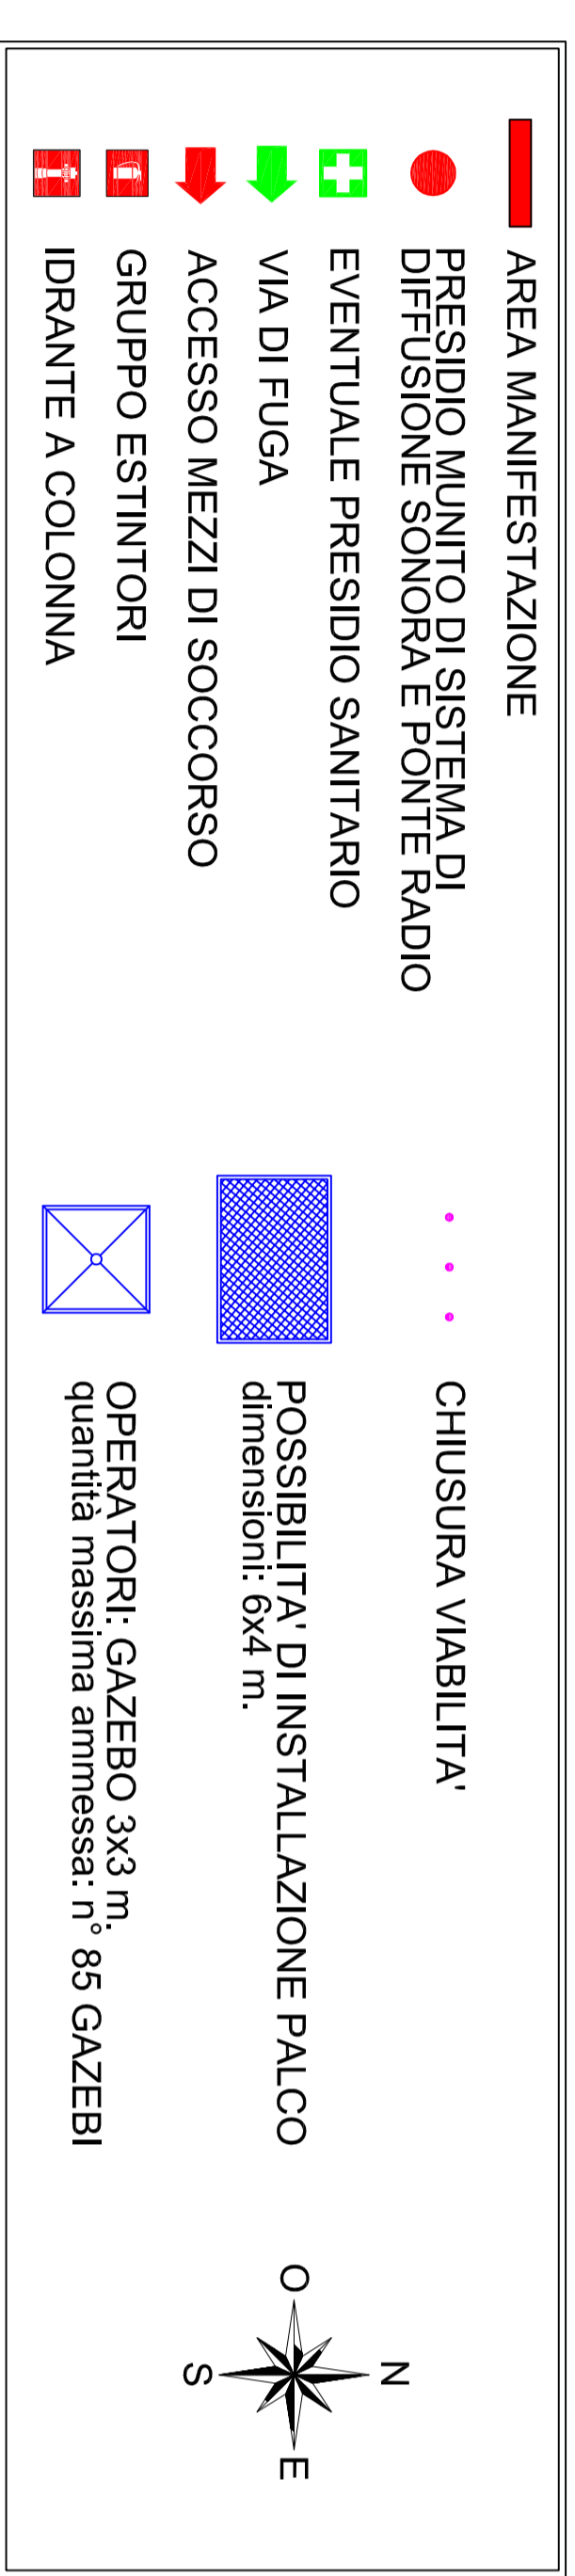 AREA MANIFESTAZIONE
PRESIDIO MUNITO DI SISTEMA DI
DIFFUSIONE SONORA E PONTE RADIO
EVENTUALE PRESIDIO SANITARIO
VIA DI FUGA
ACCESSO MEZZI DI SOCCORSO
GRUPPO ESTINTORI
IDRANTE A COLONNA
CHIUSURA VIABILITA'
POSSIBILITA' DI INSTALLAZIONE PALCO
dimensioni: 6x4 m.
OPERATORI: GAZEBO 3x3 m.
quantità massima ammessa: n° 85 GAZEBI
N
O
E
S